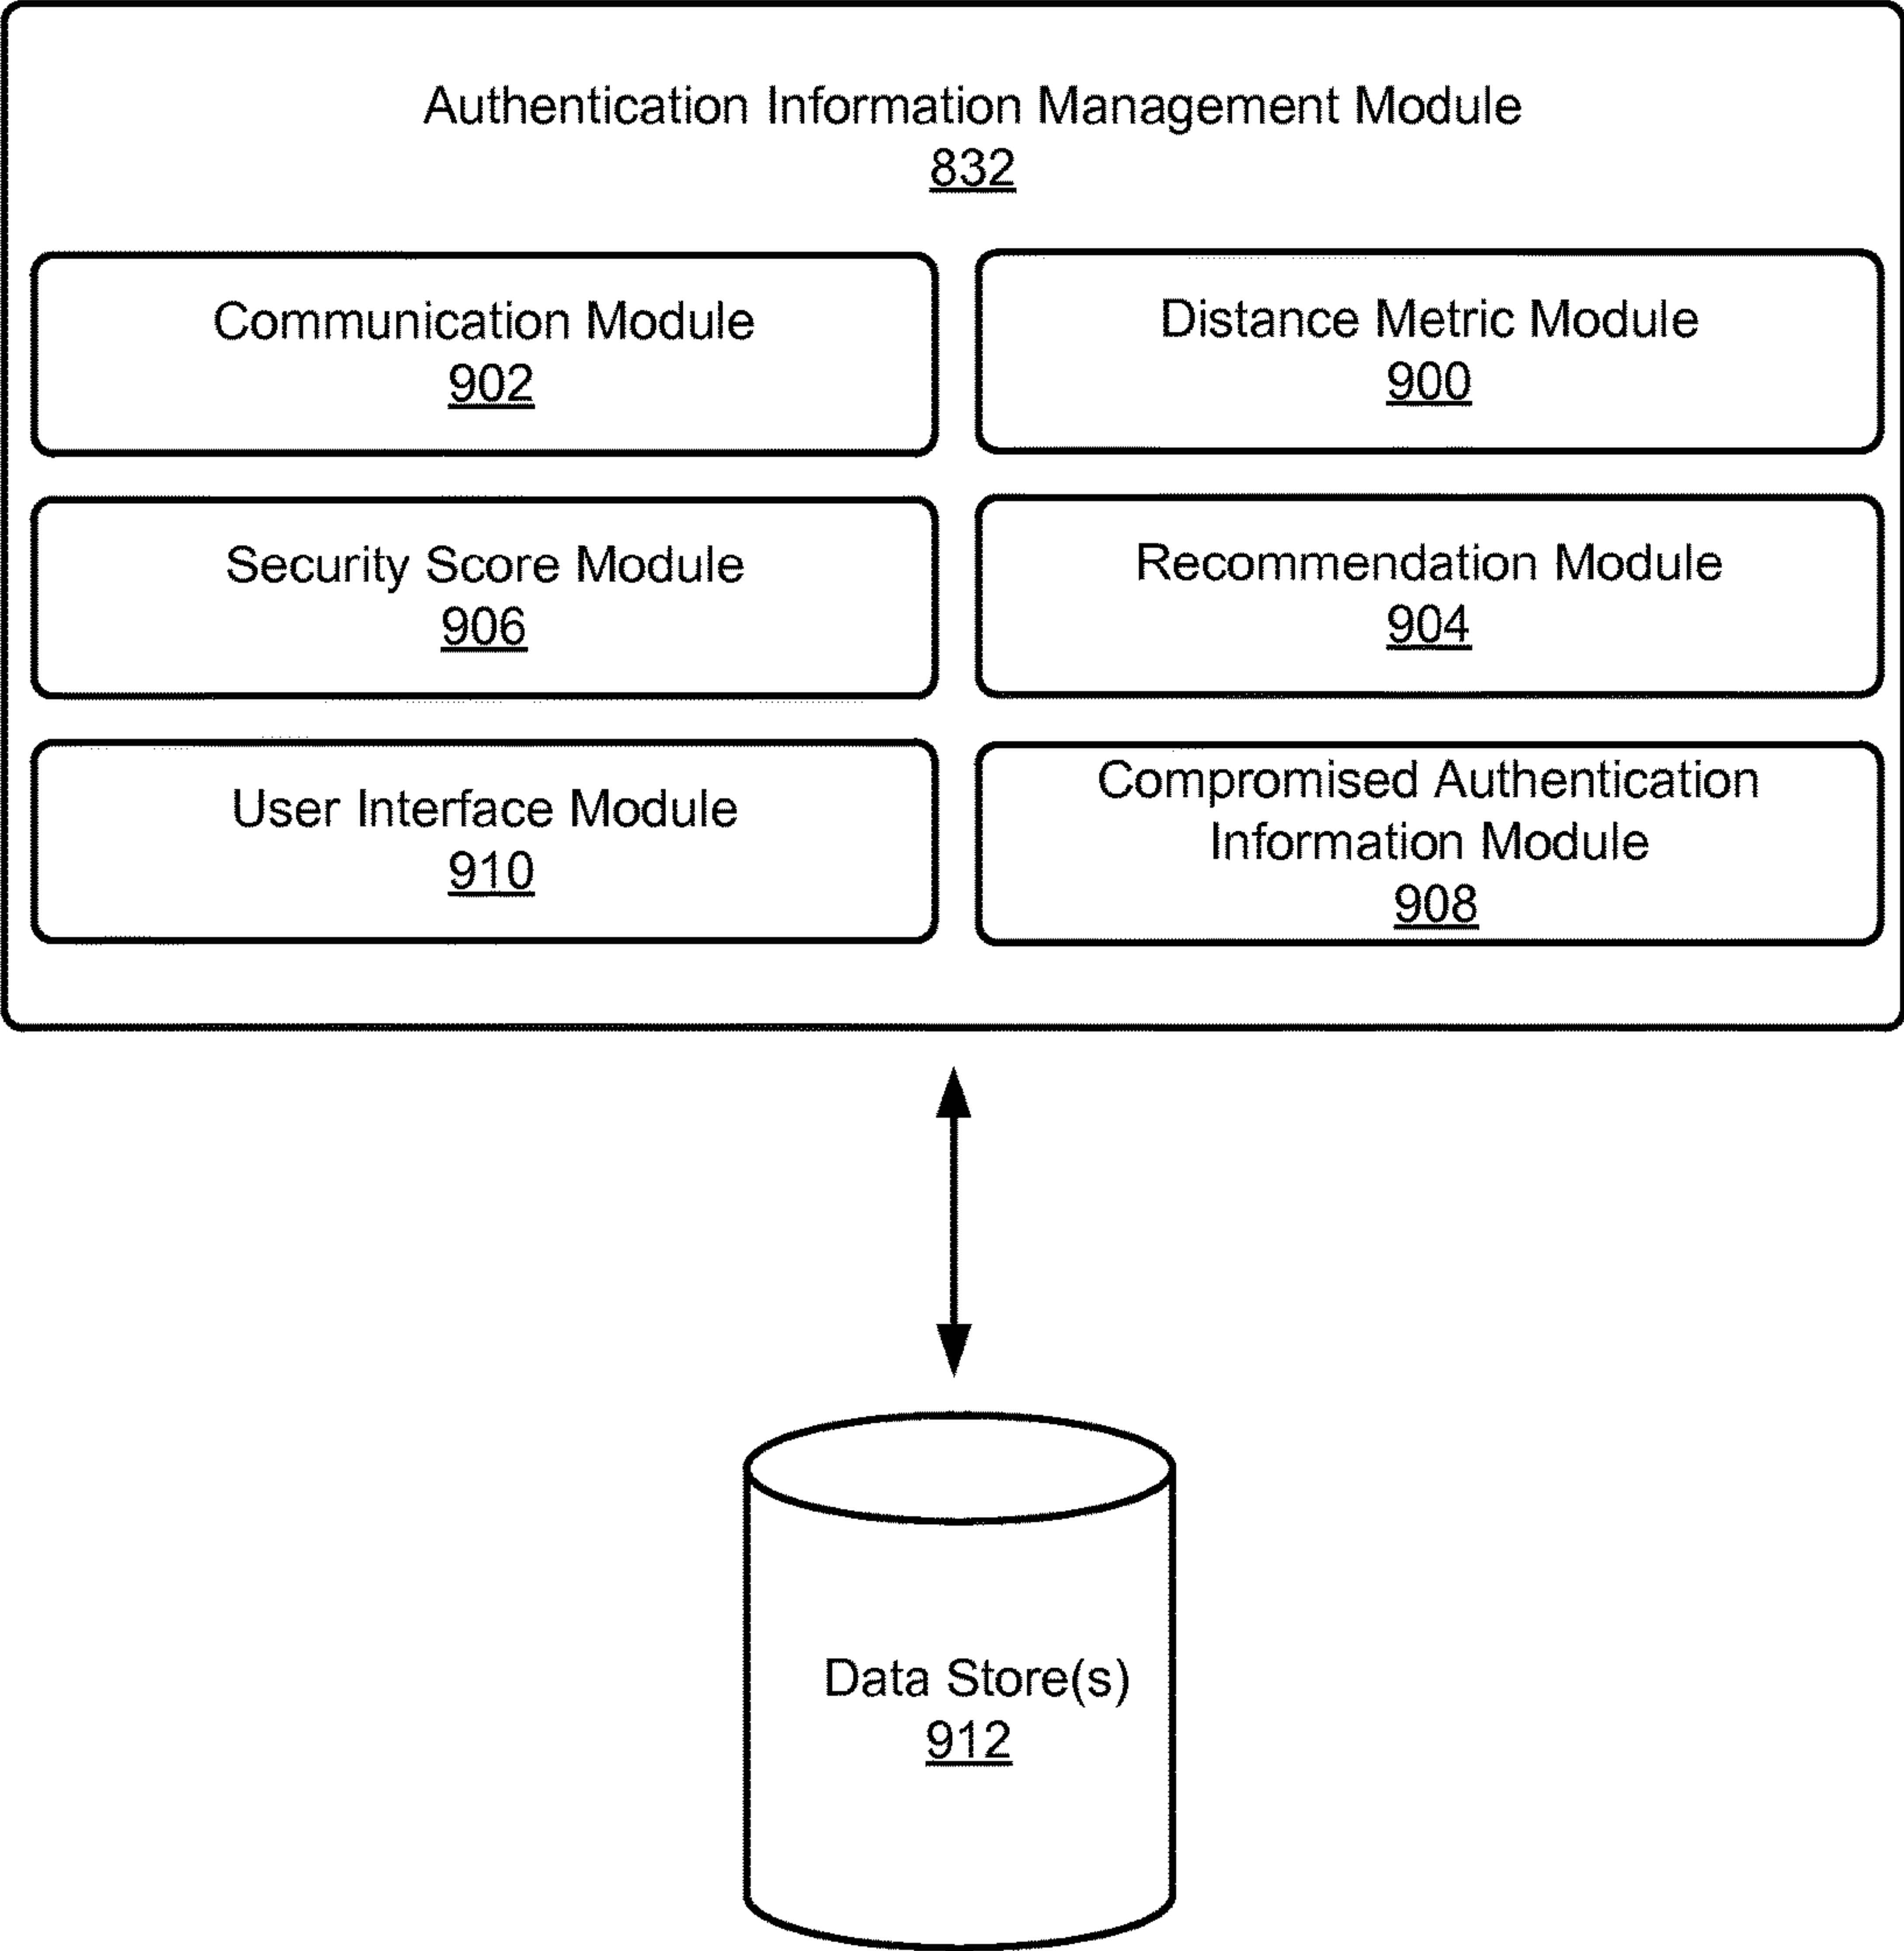 Authentication Information Management Module
832
Communication Module
902
Distance Metric Module
900
Security Score Module
906
Recommendation Module
904
User Interface Module
910
Compromised Authentication
Information Module
908
Data Store(s)
912